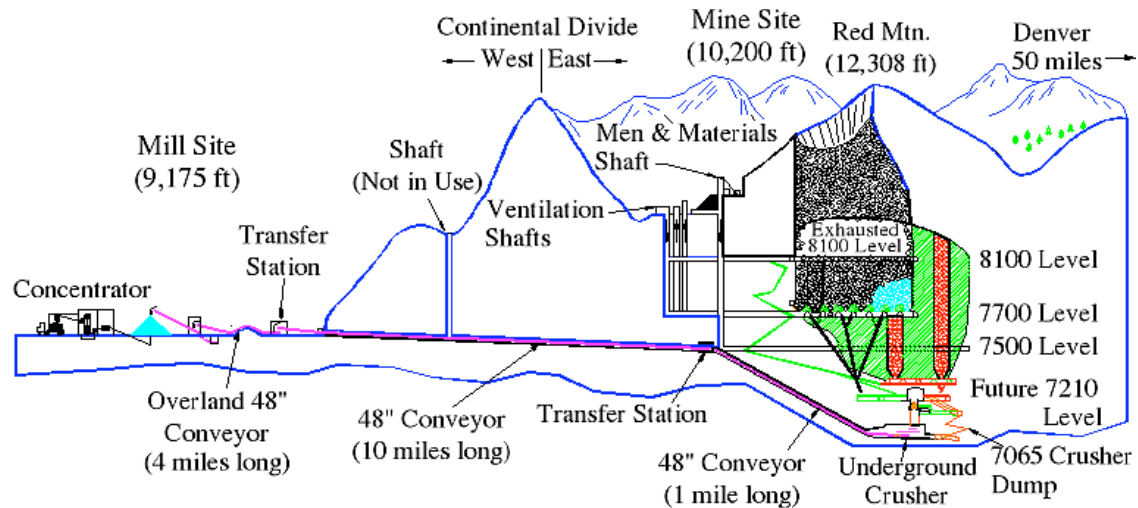 Continental Divide
West East
Mine Site
(10,200 ft)
Red Mtn.
(12,308 ft)
Denver
50 miles
Mill Site
(9,175 ft)
Shaft
(Not in Use)
Men & Materials
Shaft
Ventilation
Shafts
Transfer
Station
Concentrator
Exhausted
8100 Level
8100 Level
7700 Level
7500 Level
Future 7210
Level
Overland 48"
Conveyor
(4 miles long)
48" Conveyor
(10 miles long)
Transfer Station
48" Conveyor
(1 mile long)
Underground
Crusher
7065 Crusher
Dump